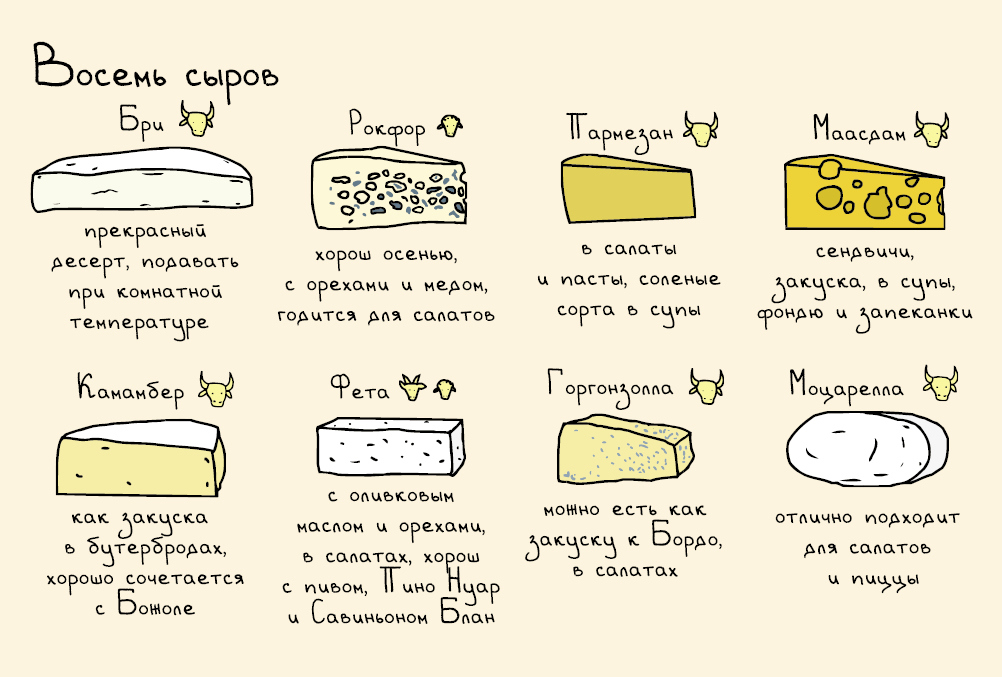 Восемь сыров
Бри
прекрасный
десерт, подавать
при комнатной
температуре
Рокфор
хорош осенью,
с орехами и медом,
годится для салатов
Пармезан
в салаты
и пасты, соленые
сорта в супы
Маасдам
сендвичи,
закуска, в супы,
фондю и запеканки
Камамбер
как закуска
в бутербродах,
хорошо сочетается
с Божоле
Фета
с оливковым
маслом и орехами,
в салатах, хорош
с пивом, Пино Нуар
и Савиньоном Блан
Горгонзолла
можно есть как
закуску к Бордо,
в салатах
Моцарелла
отлично подходит
для салатов
и пиццы